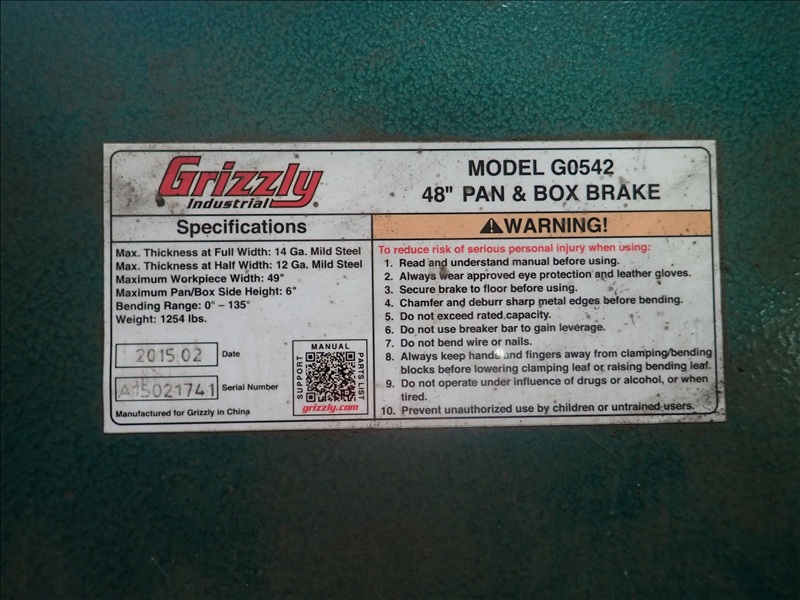 Grizzly
Industrial
MODEL G0542
48" PAN & BOX BRAKE
Specifications
Max. Thickness at Full Width: 14 Ga. Mild Steel
Max. Thickness at Half Width: 12 Ga. Mild Steel
Maximum Workpiece Width: 49"
Maximum Pan/Box Side Height: 6"
Bending Range: 0° – 135°
Weight: 1254 lbs.
2015.02 Date
A15021741 Serial Number
Manufactured for Grizzly in China
MANUAL
SUPPORT
PARTS LIST
grizzly.com
WARNING!
To reduce risk of serious personal injury when using:
1. Read and understand manual before using.
2. Always wear approved eye protection and leather gloves.
3. Secure brake to floor before using.
4. Chamfer and deburr sharp metal edges before bending.
5. Do not exceed rated capacity.
6. Do not use breaker bar to gain leverage.
7. Do not bend wire or nails.
8. Always keep hands and fingers away from clamping/bending
blocks before lowering clamping leaf or raising bending leaf.
9. Do not operate under influence of drugs or alcohol, or when
tired.
10. Prevent unauthorized use by children or untrained users.